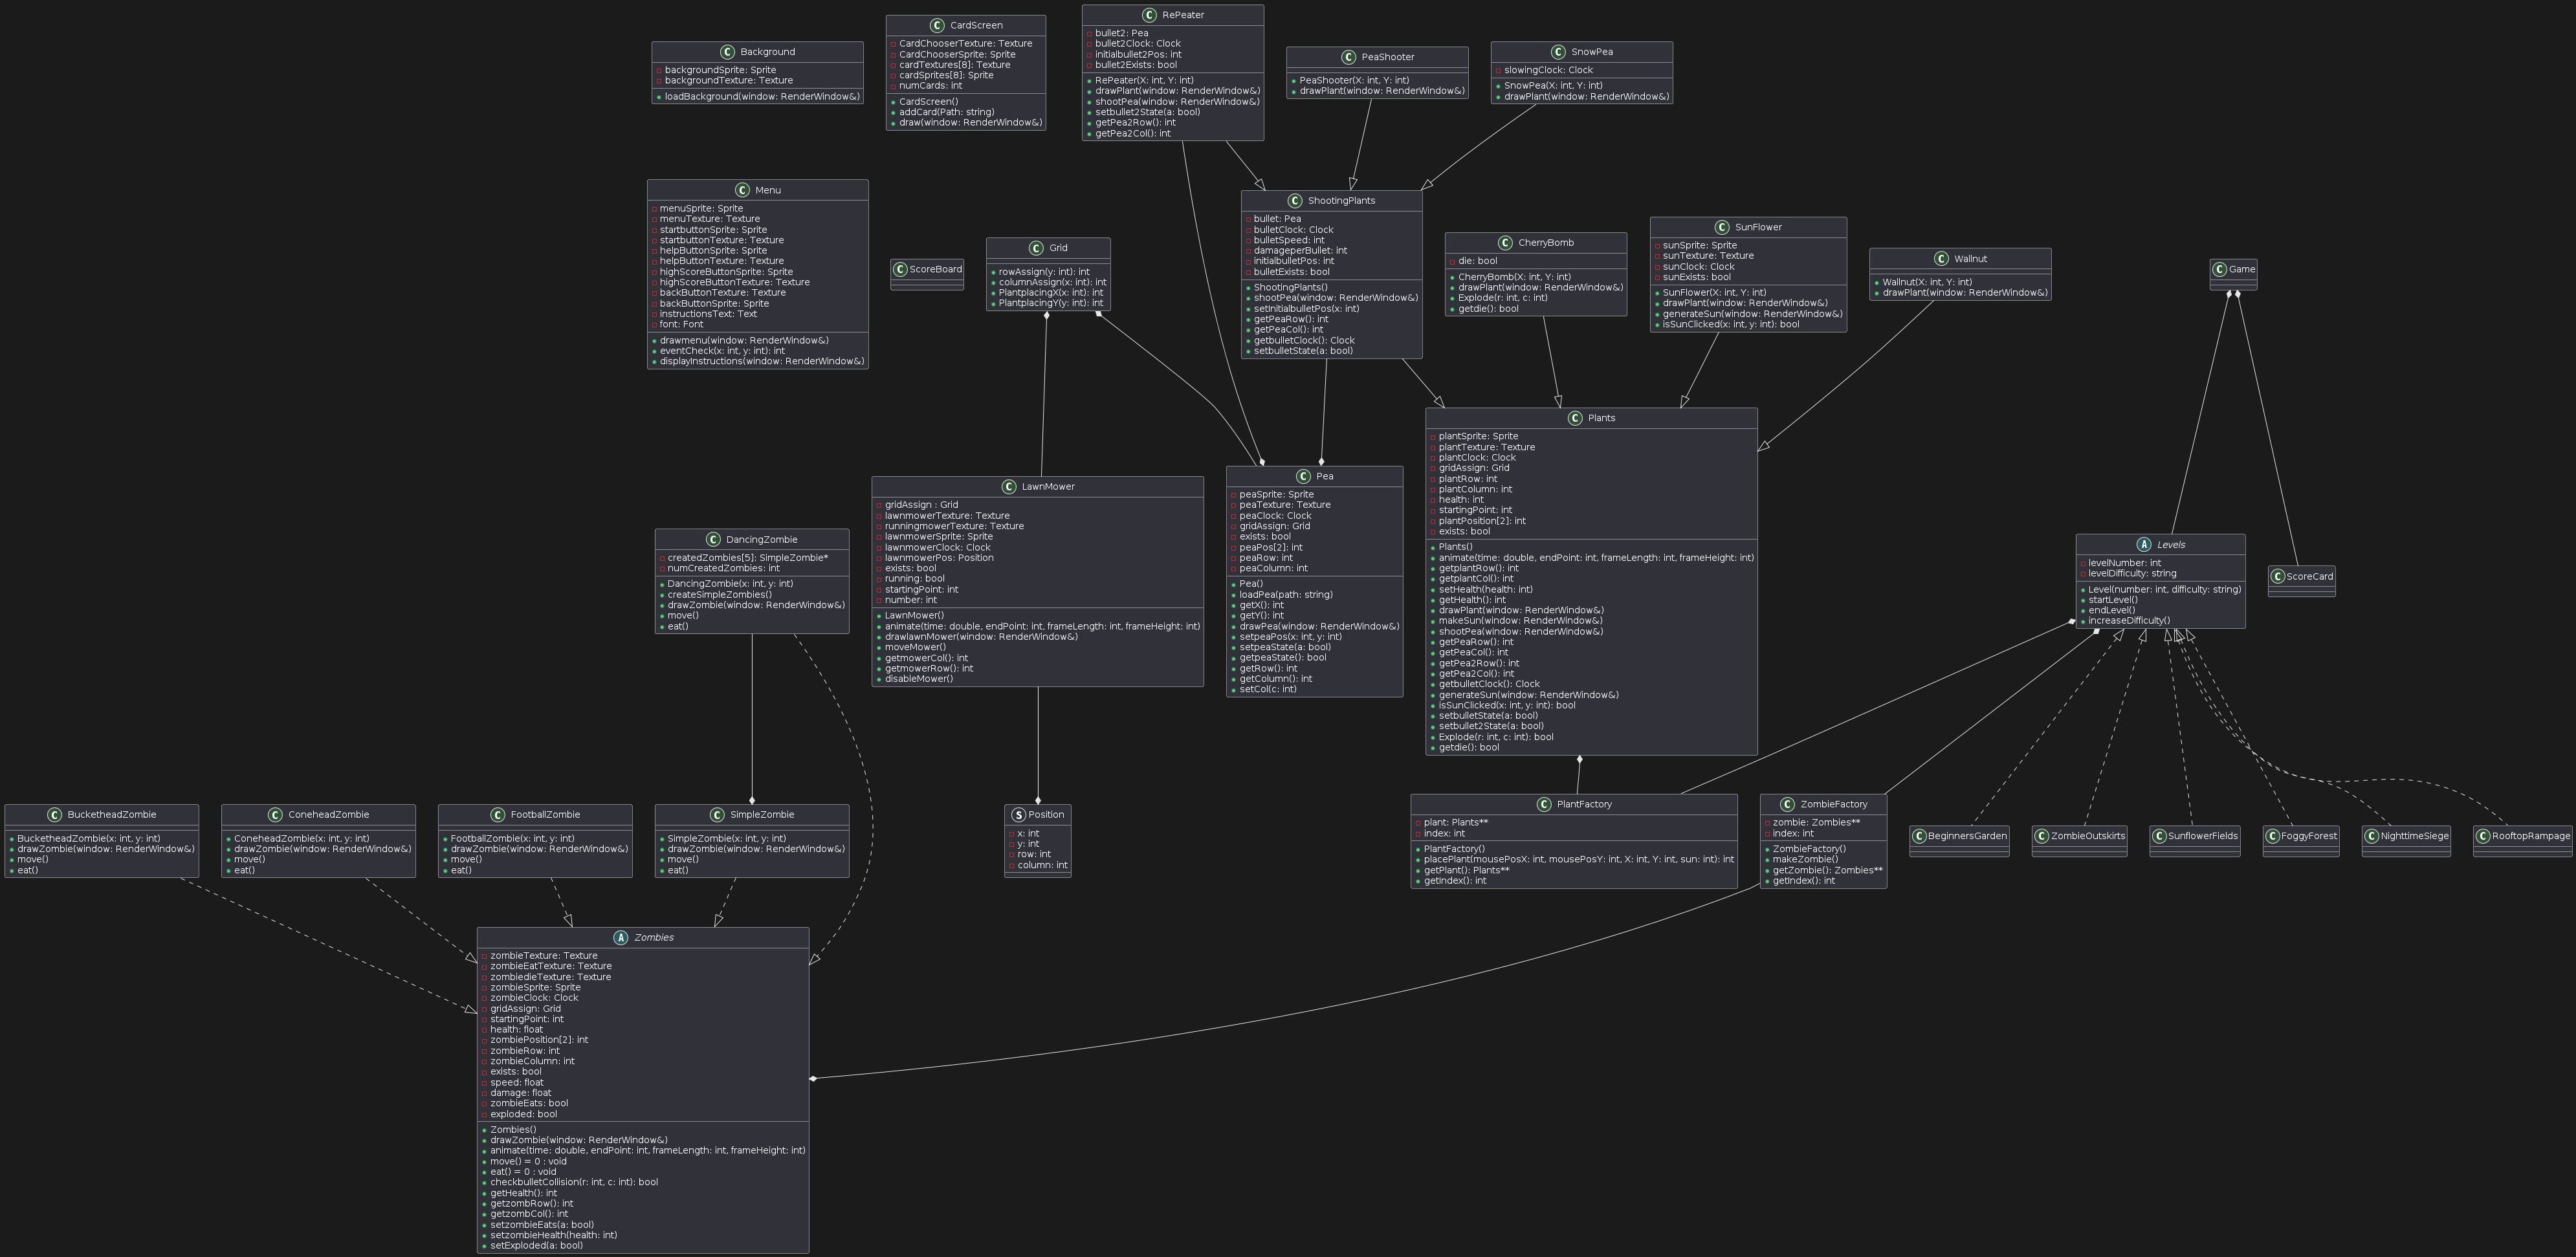 Background
backgroundSprite: Sprite
backgroundTexture: Texture
loadBackground(window: RenderWindow&)
CardScreen
CardChooserTexture: Texture
CardChooserSprite: Sprite
cardTextures[8]: Texture
cardSprites[8]: Sprite
numCards: int
CardScreen()
addCard(Path: string)
draw(window: RenderWindow&)
RePeater
bullet2: Pea
bullet2Clock: Clock
initialbullet2Pos: int
bullet2Exists: bool
RePeater(X: int, Y: int)
drawPlant(window: RenderWindow&)
shootPea(window: RenderWindow&)
setbullet2State(a: bool)
getPea2Row(): int
getPea2Col(): int
PeaShooter
PeaShooter(X: int, Y: int)
drawPlant(window: RenderWindow&)
SnowPea
slowingClock: Clock
SnowPea(X: int, Y: int)
drawPlant(window: RenderWindow&)
Menu
menuSprite: Sprite
menuTexture: Texture
startbuttonSprite: Sprite
startbuttonTexture: Texture
helpButtonSprite: Sprite
helpButtonTexture: Texture
highScoreButtonSprite: Sprite
highScoreButtonTexture: Texture
backButtonTexture: Texture
backButtonSprite: Sprite
instructionsText: Text
font: Font
drawmenu(window: RenderWindow&)
eventCheck(x: int, y: int): int
displayInstructions(window: RenderWindow&)
ScoreBoard
Grid
rowAssign(y: int): int
columnAssign(x: int): int
PlantplacingX(x: int): int
PlantplacingY(y: int): int
ShootingPlants
bullet: Pea
bulletClock: Clock
bulletSpeed: int
damageperBullet: int
initialbulletPos: int
bulletExists: bool
ShootingPlants()
shootPea(window: RenderWindow&)
setInitialbulletPos(x: int)
getPeaRow(): int
getPeaCol(): int
getbulletClock(): Clock
setbulletState(a: bool)
CherryBomb
die: bool
CherryBomb(X: int, Y: int)
drawPlant(window: RenderWindow&)
Explode(r: int, c: int)
getdie(): bool
SunFlower
sunSprite: Sprite
sunTexture: Texture
sunClock: Clock
sunExists: bool
SunFlower(X: int, Y: int)
drawPlant(window: RenderWindow&)
generateSun(window: RenderWindow&)
isSunClicked(x: int, y: int): bool
Wallnut
Wallnut(X: int, Y: int)
drawPlant(window: RenderWindow&)
Game
DancingZombie
createdZombies[5]: SimpleZombie*
numCreatedZombies: int
DancingZombie(x: int, y: int)
createSimpleZombies()
drawZombie(window: RenderWindow&)
move()
eat()
LawnMower
gridAssign : Grid
lawnmowerTexture: Texture
runningmowerTexture: Texture
lawnmowerSprite: Sprite
lawnmowerClock: Clock
lawnmowerPos: Position
exists: bool
running: bool
startingPoint: int
number: int
LawnMower()
animate(time: double, endPoint: int, frameLength: int, frameHeight: int)
drawlawnMower(window: RenderWindow&)
moveMower()
getmowerCol(): int
getmowerRow(): int
disableMower()
Pea
peaSprite: Sprite
peaTexture: Texture
peaClock: Clock
gridAssign: Grid
exists: bool
peaPos[2]: int
peaRow: int
peaColumn: int
Pea()
loadPea(path: string)
getX(): int
getY(): int
drawPea(window: RenderWindow&)
setpeaPos(x: int, y: int)
setpeaState(a: bool)
getpeaState(): bool
getRow(): int
getColumn(): int
setCol(c: int)
Plants
plantSprite: Sprite
plantTexture: Texture
plantClock: Clock
gridAssign: Grid
plantRow: int
plantColumn: int
health: int
startingPoint: int
plantPosition[2]: int
exists: bool
Plants()
animate(time: double, endPoint: int, frameLength: int, frameHeight: int)
getplantRow(): int
getplantCol(): int
setHealth(health: int)
getHealth(): int
drawPlant(window: RenderWindow&)
makeSun(window: RenderWindow&)
shootPea(window: RenderWindow&)
getPeaRow(): int
getPeaCol(): int
getPea2Row(): int
getPea2Col(): int
getbulletClock(): Clock
generateSun(window: RenderWindow&)
isSunClicked(x: int, y: int): bool
setbulletState(a: bool)
setbullet2State(a: bool)
Explode(r: int, c: int): bool
getdie(): bool
Levels
levelNumber: int
levelDifficulty: string
Level(number: int, difficulty: string)
startLevel()
endLevel()
increaseDifficulty()
ScoreCard
BucketheadZombie
BucketheadZombie(x: int, y: int)
drawZombie(window: RenderWindow&)
move()
eat()
ConeheadZombie
ConeheadZombie(x: int, y: int)
drawZombie(window: RenderWindow&)
move()
eat()
FootballZombie
FootballZombie(x: int, y: int)
drawZombie(window: RenderWindow&)
move()
eat()
SimpleZombie
SimpleZombie(x: int, y: int)
drawZombie(window: RenderWindow&)
move()
eat()
Position
x: int
y: int
row: int
column: int
PlantFactory
plant: Plants**
index: int
PlantFactory()
placePlant(mousePosX: int, mousePosY: int, X: int, Y: int, sun: int): int
getPlant(): Plants**
getIndex(): int
ZombieFactory
zombie: Zombies**
index: int
ZombieFactory()
makeZombie()
getZombie(): Zombies**
getIndex(): int
BeginnersGarden
ZombieOutskirts
SunflowerFields
FoggyForest
NighttimeSiege
RooftopRampage
Zombies
zombieTexture: Texture
zombieEatTexture: Texture
zombiedieTexture: Texture
zombieSprite: Sprite
zombieClock: Clock
gridAssign: Grid
startingPoint: int
health: float
zombiePosition[2]: int
zombieRow: int
zombieColumn: int
exists: bool
speed: float
damage: float
zombieEats: bool
exploded: bool
Zombies()
drawZombie(window: RenderWindow&)
animate(time: double, endPoint: int, frameLength: int, frameHeight: int)
move() = 0 : void
eat() = 0 : void
checkbulletCollision(r: int, c: int): bool
getHealth(): int
getzombRow(): int
getzombCol(): int
setzombieEats(a: bool)
setzombieHealth(health: int)
setExploded(a: bool)